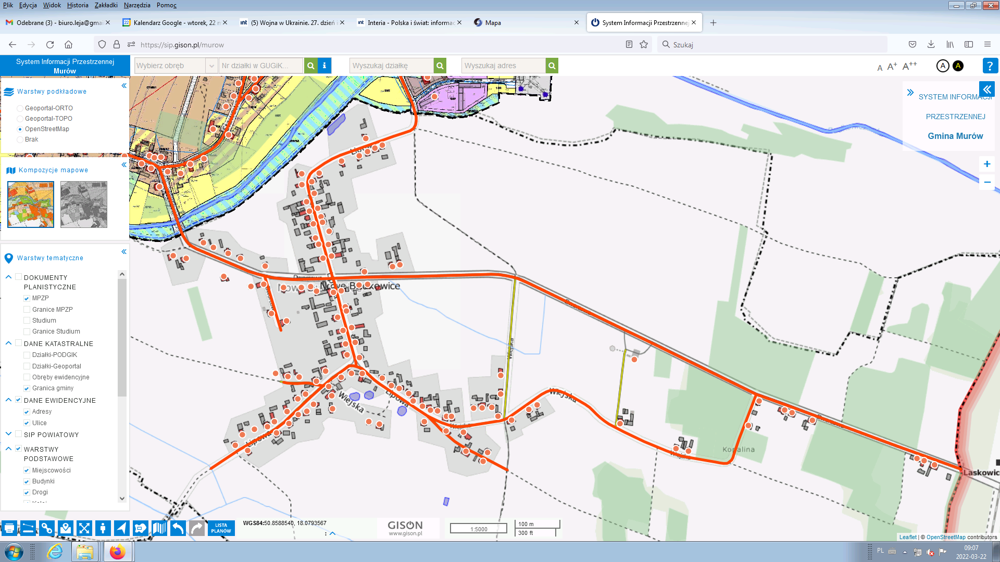 Plik Edycja Widok Historia Zakładki Narzędzia Pomoc
Odebrane (3) - biuro.leja@gmai
Kalendarz Google - wtorek, 22 m
(5) Wojna w Ukrainie. 27. dzień i
Interia - Polska i świat: informac
Mapa
System Informacji Przestrzennej
https://sip.gison.pl/murow
Szukaj
System Informacji Przestrzennej
Murów
Wybierz obręb
Nr działki w GUGiK...
Wyszukaj działkę
Wyszukaj adres
A A+ A++
A A
?
Warstwy podkładowe
Geoportal-ORTO
Geoportal-TOPO
OpenStreetMap
Brak
Kompozycje mapowe
Warstwy tematyczne
DOKUMENTY
PLANISTYCZNE
MPZP
Granice MPZP
Studium
Granice Studium
DANE KATASTRALNE
Działki-PODGIK
Działki-Geoportal
Obręby ewidencyjne
Granica gminy
DANE EWIDENCYJNE
Adresy
Ulice
SIP POWIATOWY
WARSTWY
PODSTAWOWE
Miejscowości
Budynki
Drogi
SYSTEM INFORMACJI
PRZESTRZENNEJ
Gmina Murów
+
−
Wiejska
Lipowa
Wiejska
Lipowa
Wiejska
Kopalina
Laskowic
LISTA
PLANÓW
WGS84:50.8588540, 18.0793567
:
GISON
www.gison.pl
1:5000
100 m
300 ft
Leaflet | © OpenStreetMap contributors
PL
09:07
2022-03-22